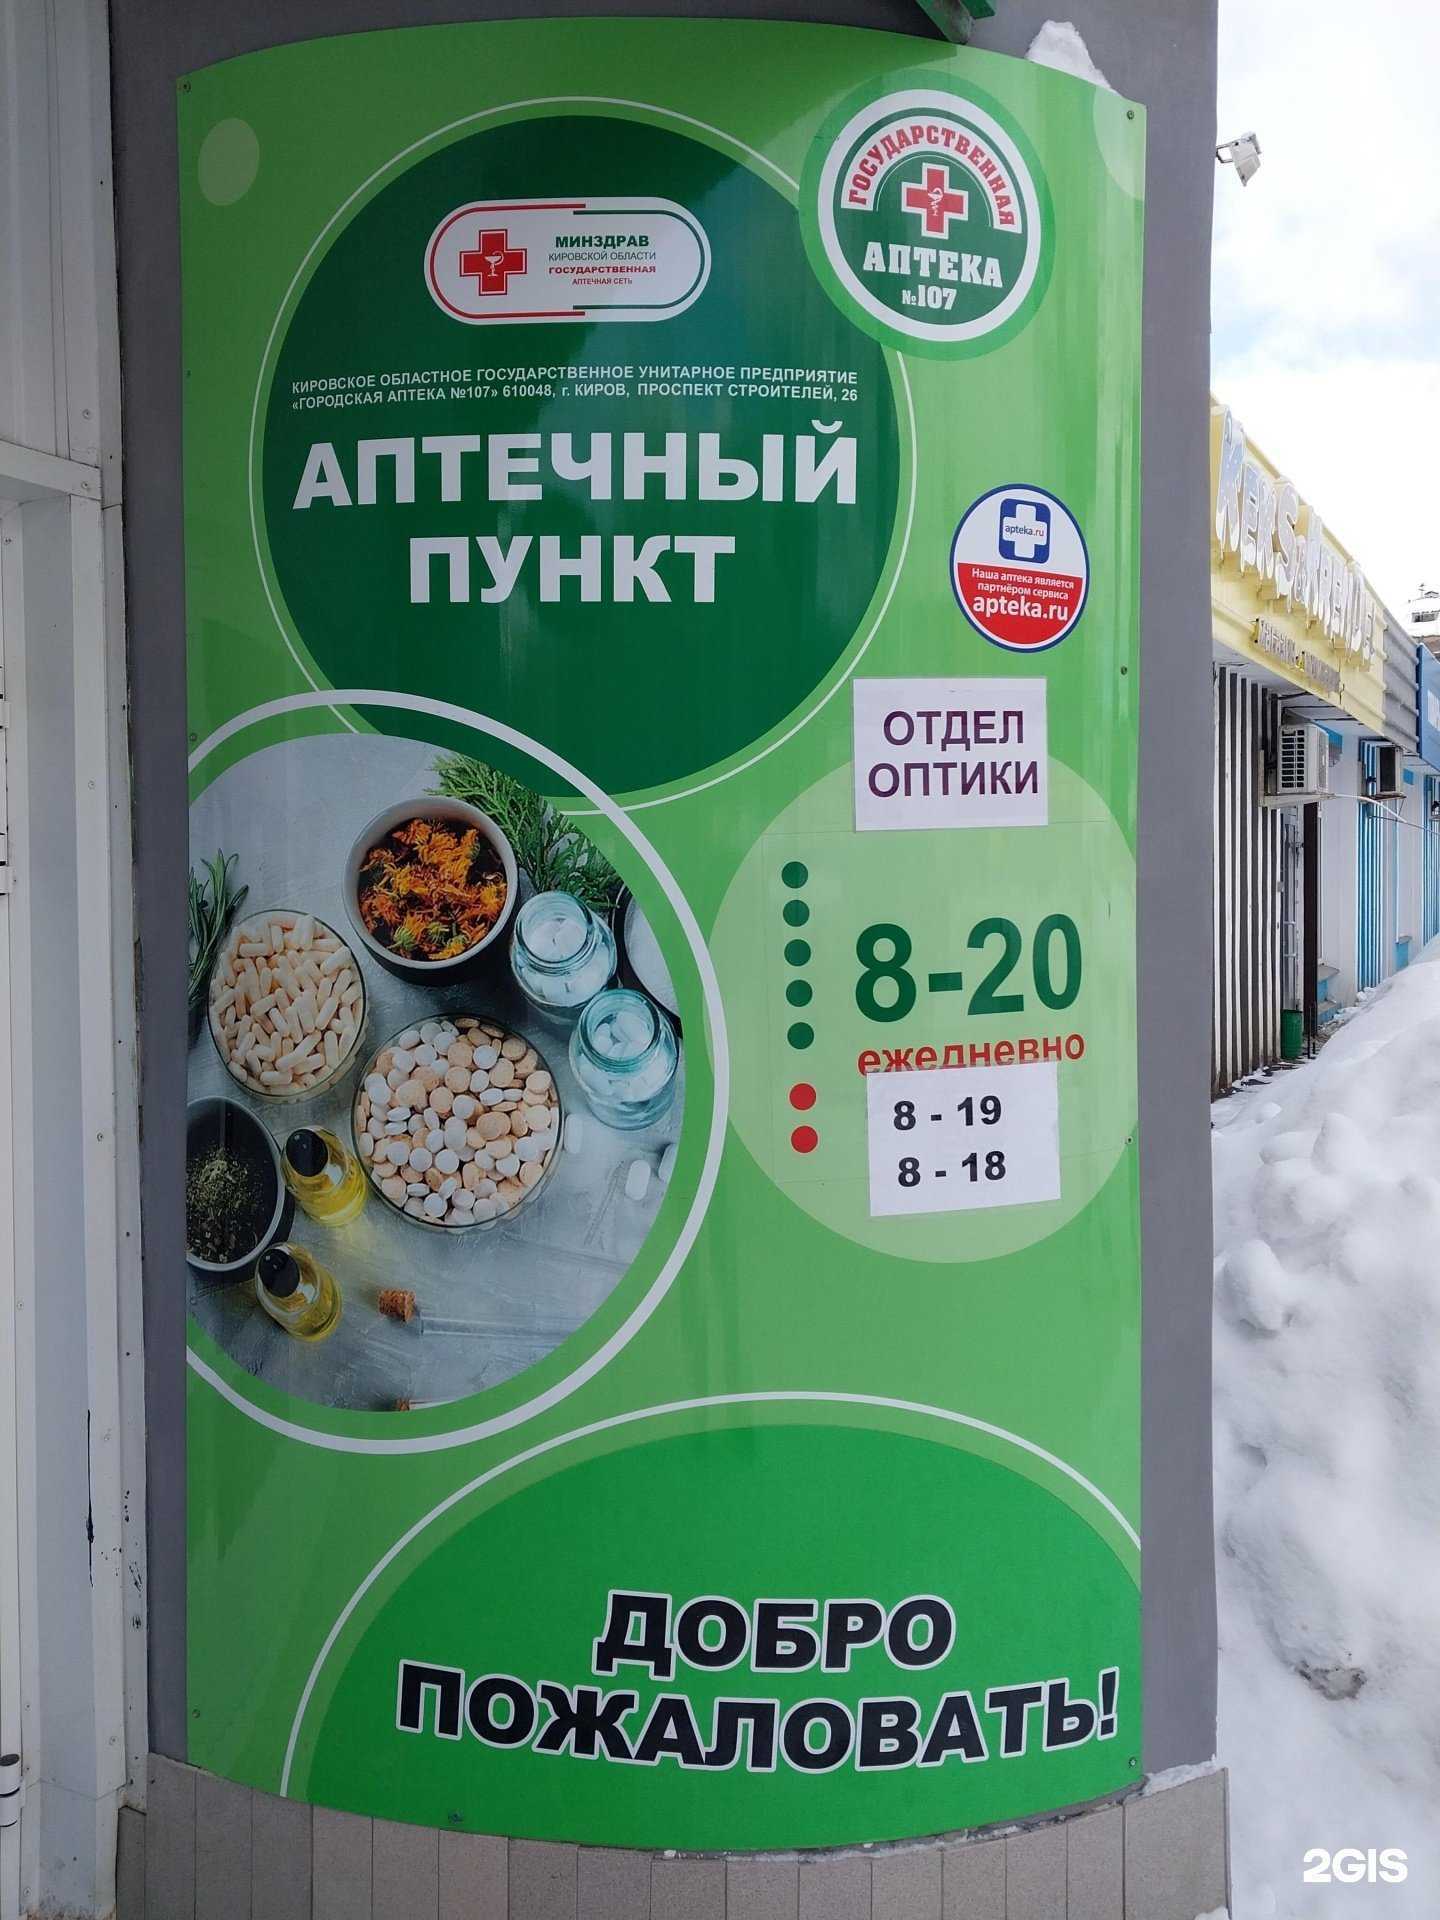 ГОСУДАРСТВЕННАЯ
АПТЕКА
№107
МИНЗДРАВ
КИРОВСКОЙ ОБЛАСТИ
ГОСУДАРСТВЕННАЯ
АПТЕЧНАЯ СЕТЬ
КИРОВСКОЕ ОБЛАСТНОЕ ГОСУДАРСТВЕННОЕ УНИТАРНОЕ ПРЕДПРИЯТИЕ
«ГОРОДСКАЯ АПТЕКА №107» 610048, г. КИРОВ, ПРОСПЕКТ СТРОИТЕЛЕЙ, 26
АПТЕЧНЫЙ
ПУНКТ
apteka.ru
Наша аптека является
партнёром сервиса
apteka.ru
ОТДЕЛ
ОПТИКИ
8-20
ежедневно
8 - 19
8 - 18
ДОБРО
ПОЖАЛОВАТЬ!
2GIS